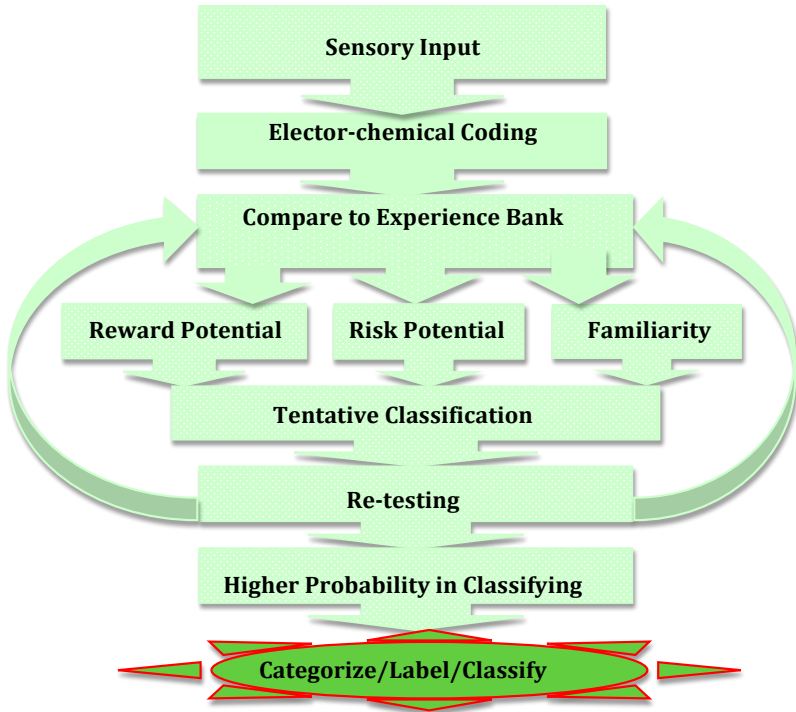 Sensory Input
Elector-chemical Coding
Compare to Experience Bank
Reward Potential
Risk Potential
Familiarity
Tentative Classification
Re-testing
Higher Probability in Classifying
Categorize/Label/Classify